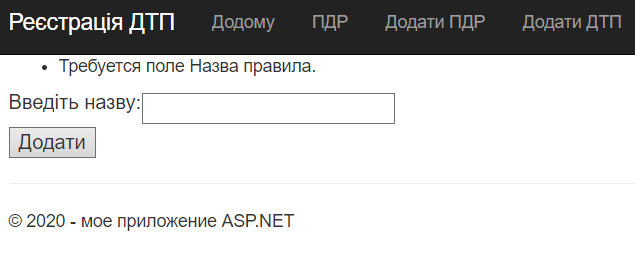 Реєстрація ДТП Додому ПДР Додати ПДР Додати ДТП
• Требуется поле Назва правила.
Введіть назву:
Додати
© 2020 - мое приложение ASP.NET